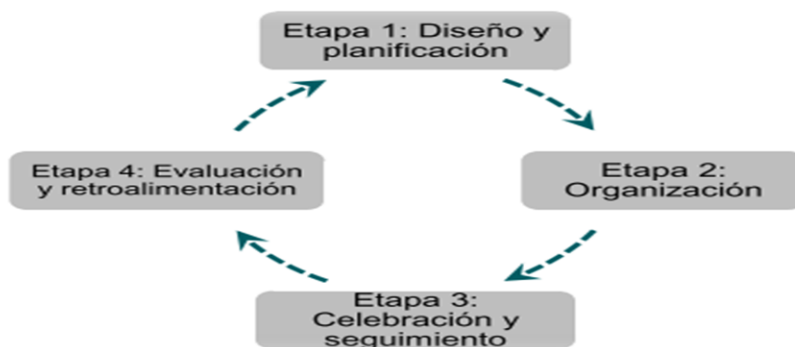 Etapa 1: Diseño y
planificación
Etapa 2:
Organización
Etapa 3:
Celebración y
seguimiento
Etapa 4: Evaluación
y retroalimentación